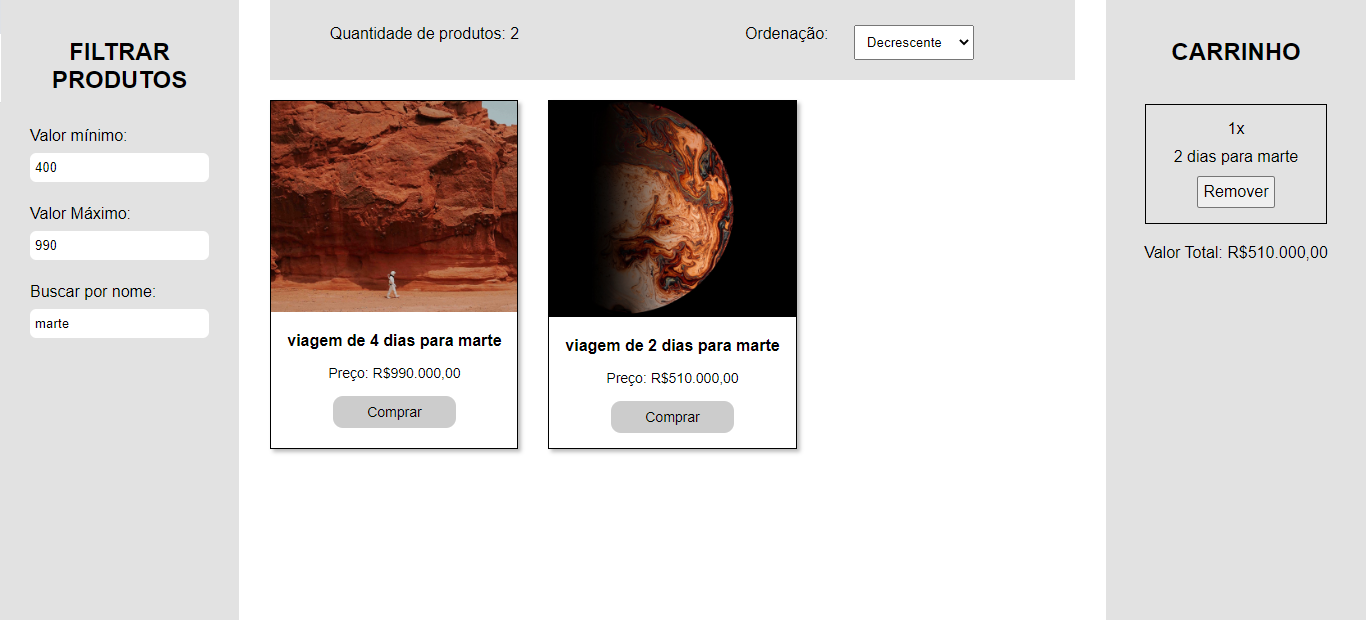 FILTRAR
PRODUTOS
Valor mínimo:
400
Valor Máximo:
990
Buscar por nome:
marte
Quantidade de produtos: 2
Ordenação:
Decrescente
viagem de 4 dias para marte
Preço: R$990.000,00
Comprar
viagem de 2 dias para marte
Preço: R$510.000,00
Comprar
CARRINHO
1x
2 dias para marte
Remover
Valor Total: R$510.000,00